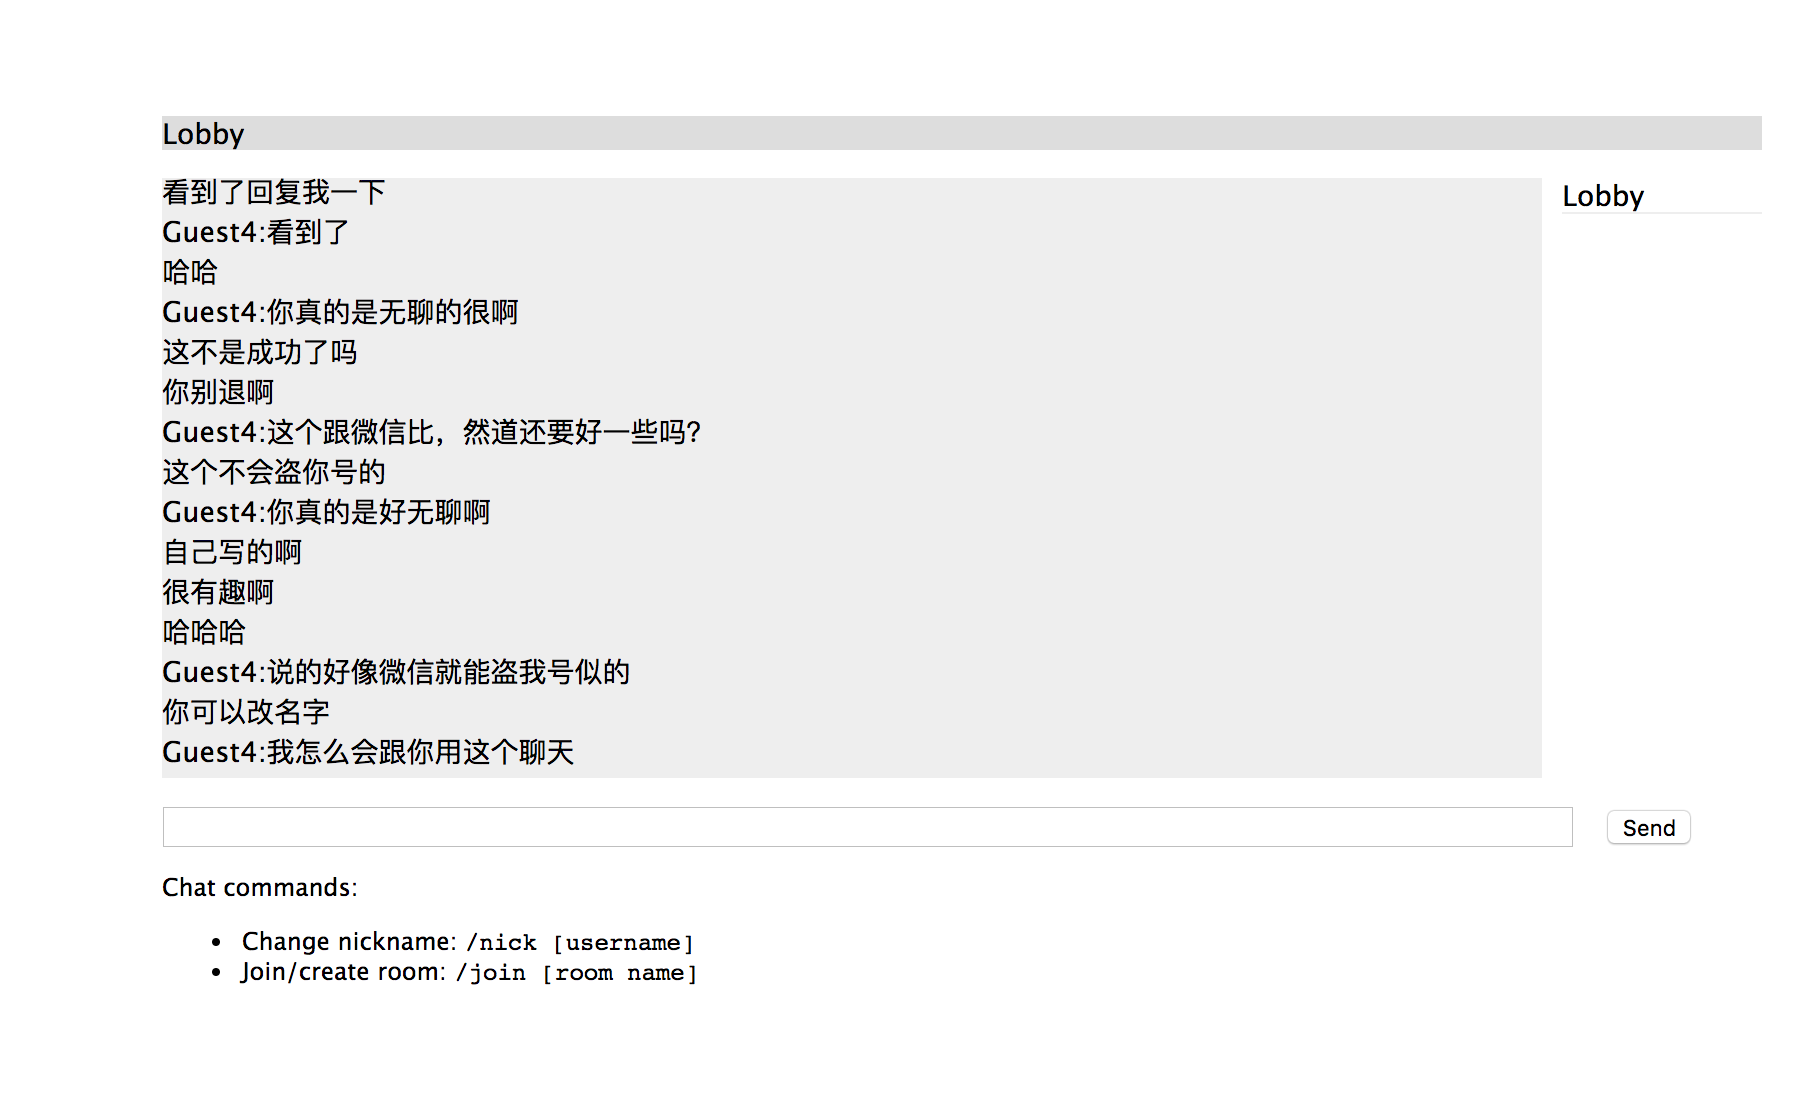 Lobby
看到了回复我一下
Lobby
Guest4:看到了
哈哈
Guest4:你真的是无聊的很啊
这不是成功了吗
你别退啊
Guest4:这个跟微信比，然道还要好一些吗？
这个不会盗你号的
Guest4:你真的是好无聊啊
自己写的啊
很有趣啊
哈哈哈
Guest4:说的好像微信就能盗我号似的
你可以改名字
Guest4:我怎么会跟你用这个聊天
Send
Chat commands:
• Change nickname: /nick [username]
• Join/create room: /join [room name]